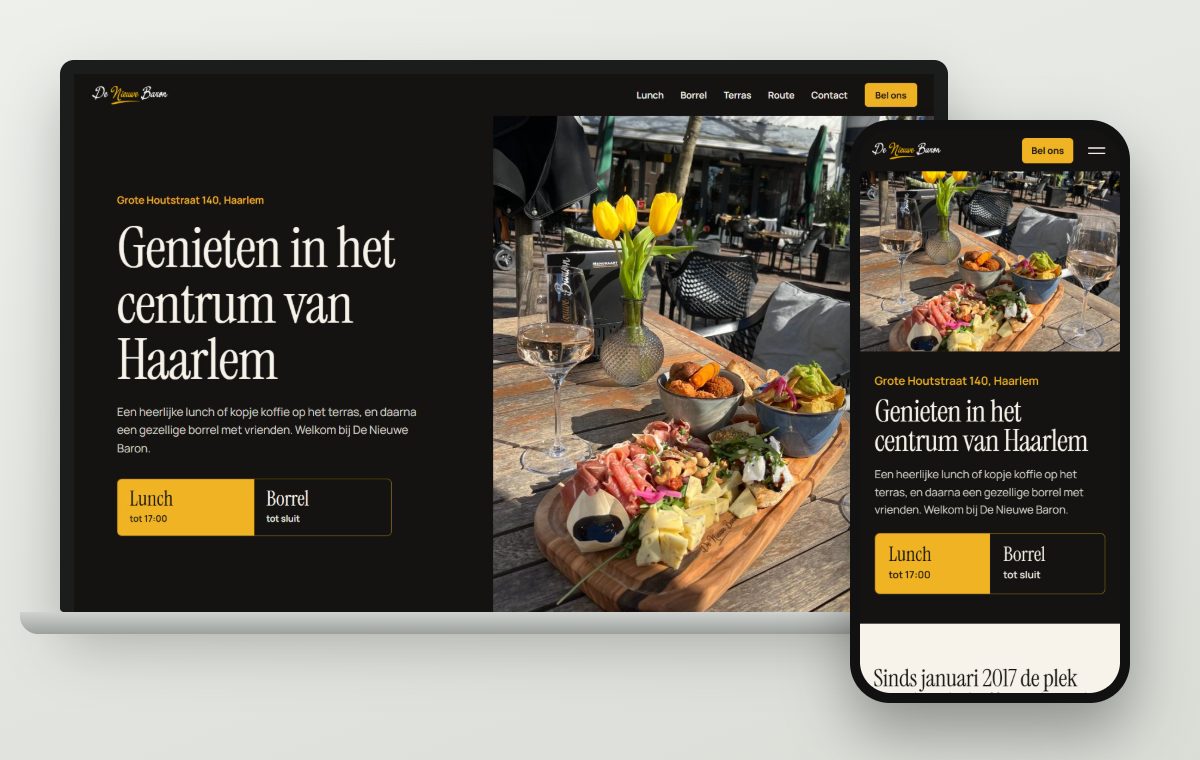 De Nieuwe Baron
Lunch Borrel Terras Route Contact Bel ons
Grote Houtstraat 140, Haarlem
Genieten in het
centrum van
Haarlem
Een heerlijke lunch of kopje koffie op het terras, en daarna
een gezellige borrel met vrienden. Welkom bij De Nieuwe
Baron.
Lunch
tot 17:00
Borrel
tot sluit
De Nieuwe Baron
Bel ons
Grote Houtstraat 140, Haarlem
Genieten in het
centrum van Haarlem
Een heerlijke lunch of kopje koffie op het
terras, en daarna een gezellige borrel met
vrienden. Welkom bij De Nieuwe Baron.
Lunch
tot 17:00
Borrel
tot sluit
Sinds januari 2017 de plek